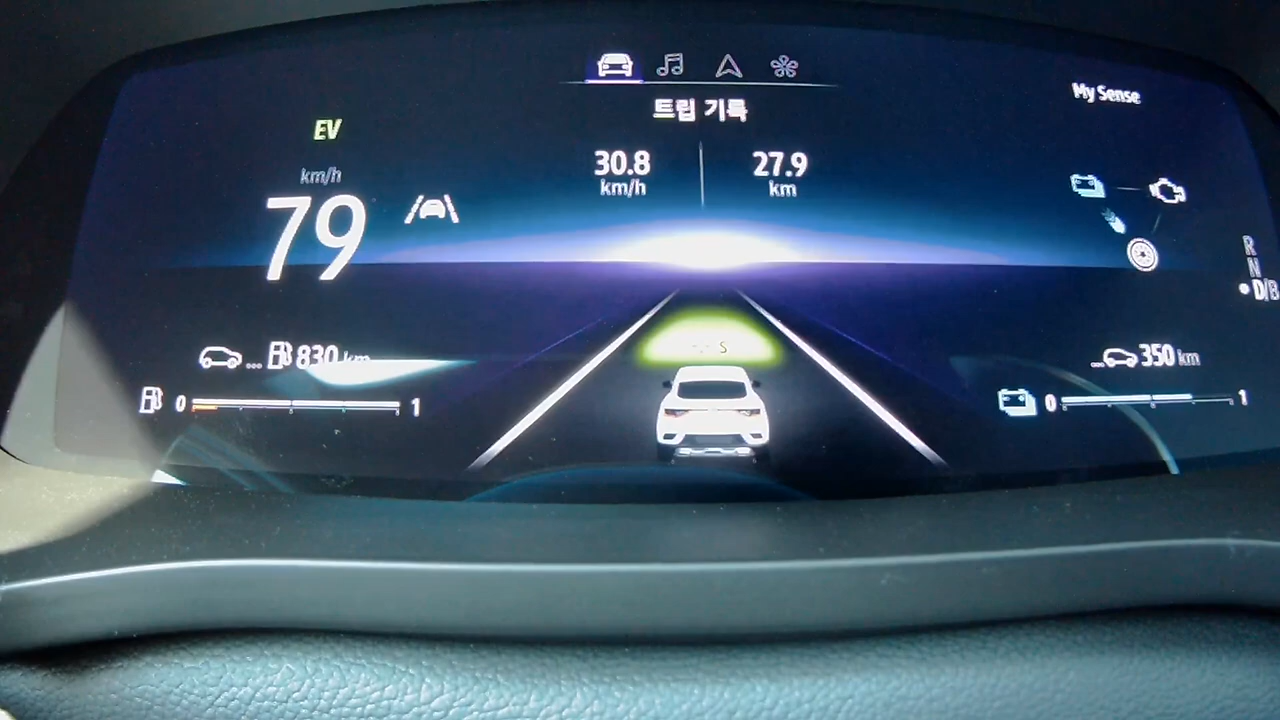 트립 기록
My Sense
EV
km/h
79
30.8
km/h
27.9
km
R
N
D/B
830 km
0
1
350 km
0
1